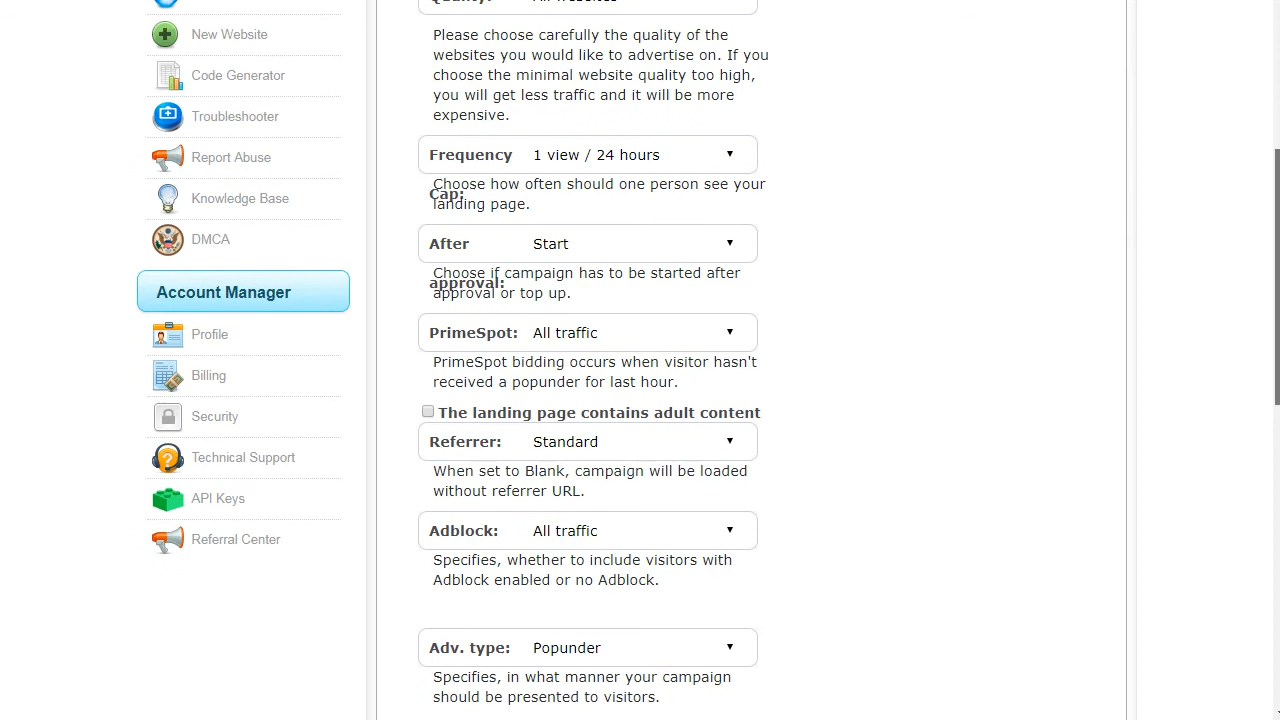 New Website
Code Generator
Troubleshooter
Report Abuse
Knowledge Base
DMCA
Account Manager
Profile
Billing
Security
Technical Support
API Keys
Referral Center
Please choose carefully the quality of the
websites you would like to advertise on. If you
choose the minimal website quality too high,
you will get less traffic and it will be more
expensive.
Frequency Cap: 1 view / 24 hours
Choose how often should one person see your
landing page.
After approval: Start
Choose if campaign has to be started after
approval or top up.
PrimeSpot: All traffic
PrimeSpot bidding occurs when visitor hasn't
received a popunder for last hour.
The landing page contains adult content
Referrer: Standard
When set to Blank, campaign will be loaded
without referrer URL.
Adblock: All traffic
Specifies, whether to include visitors with
Adblock enabled or no Adblock.
Adv. type: Popunder
Specifies, in what manner your campaign
should be presented to visitors.